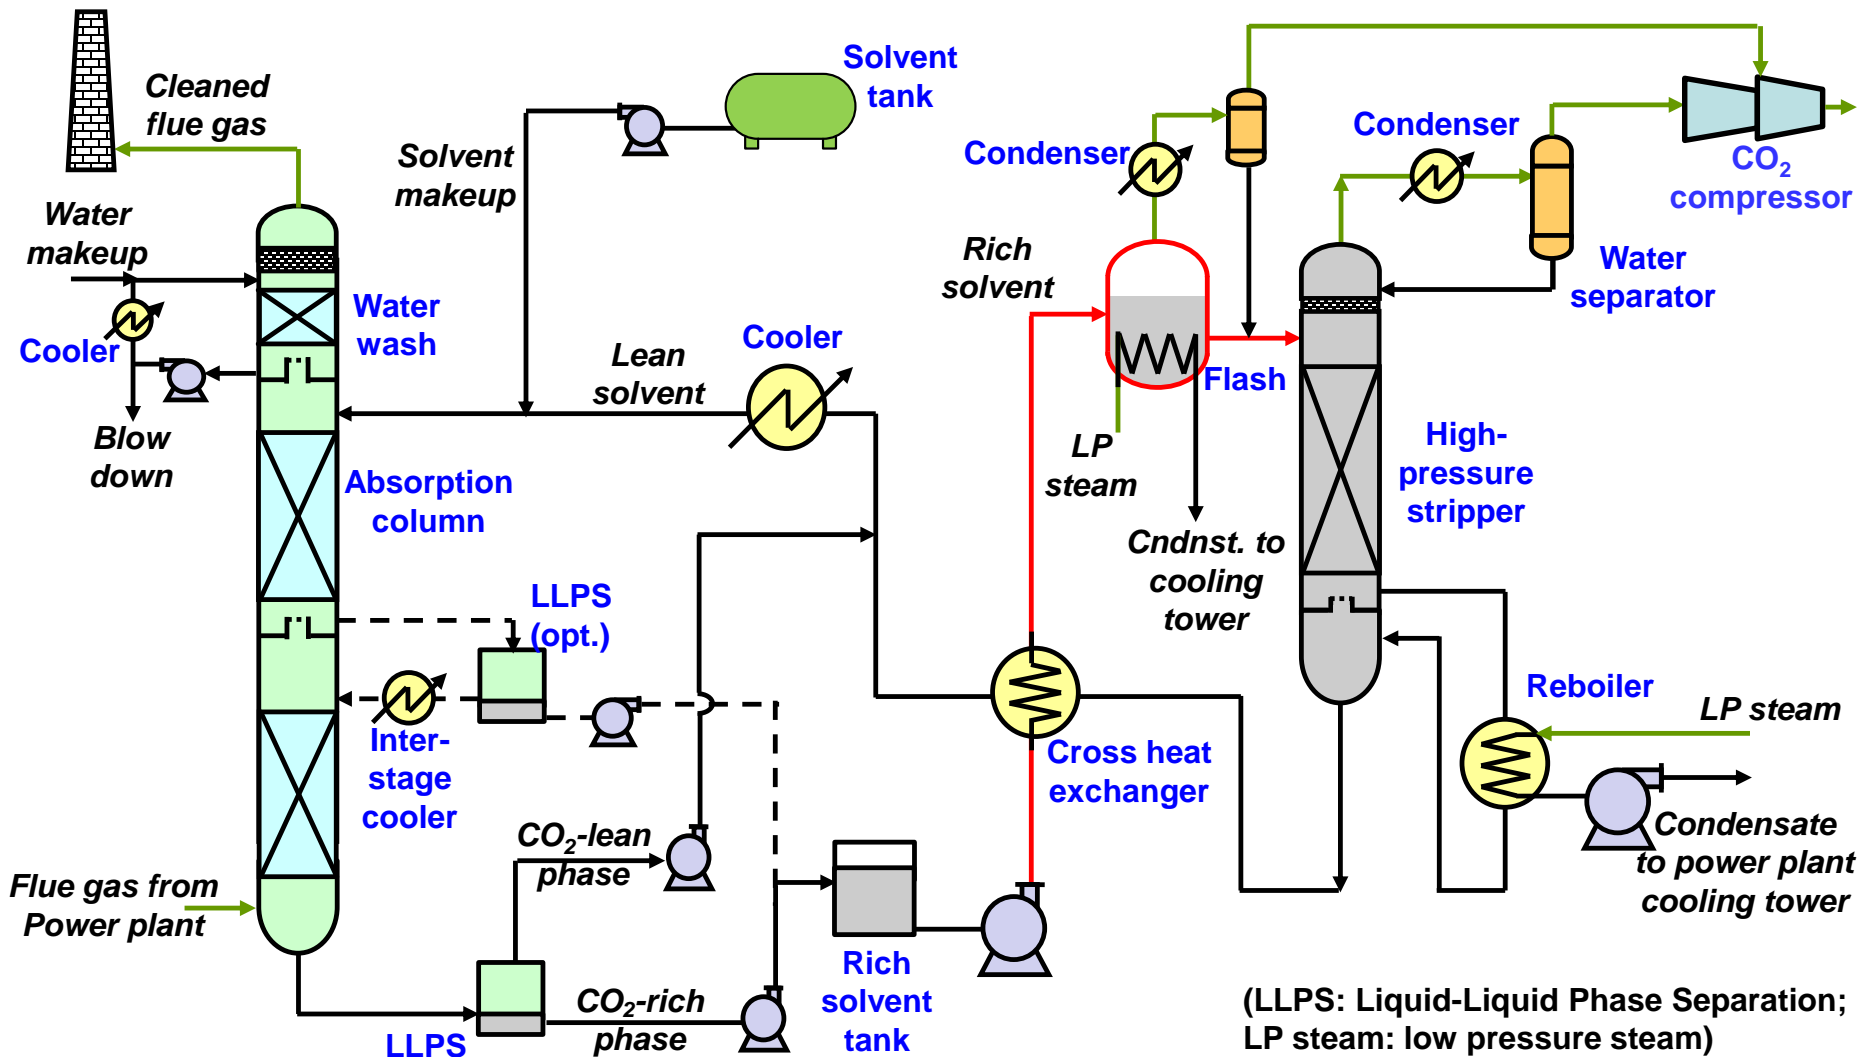 Cleaned
flue gas
Solvent
tank
Solvent
makeup
Condenser
Condenser
CO₂
compressor
Water
makeup
Water
wash
Cooler
Blow
down
Lean
solvent
Cooler
Rich
solvent
Flash
Water
separator
LP
steam
Cndnst. to
cooling
tower
High-
pressure
stripper
Absorption
column
LLPS
(opt.)
Inter-
stage
cooler
Cross heat
exchanger
Reboiler
LP steam
Condensate
to power plant
cooling tower
CO₂-lean
phase
Flue gas from
Power plant
CO₂-rich
phase
LLPS
Rich
solvent
tank
(LLPS: Liquid-Liquid Phase Separation;
LP steam: low pressure steam)